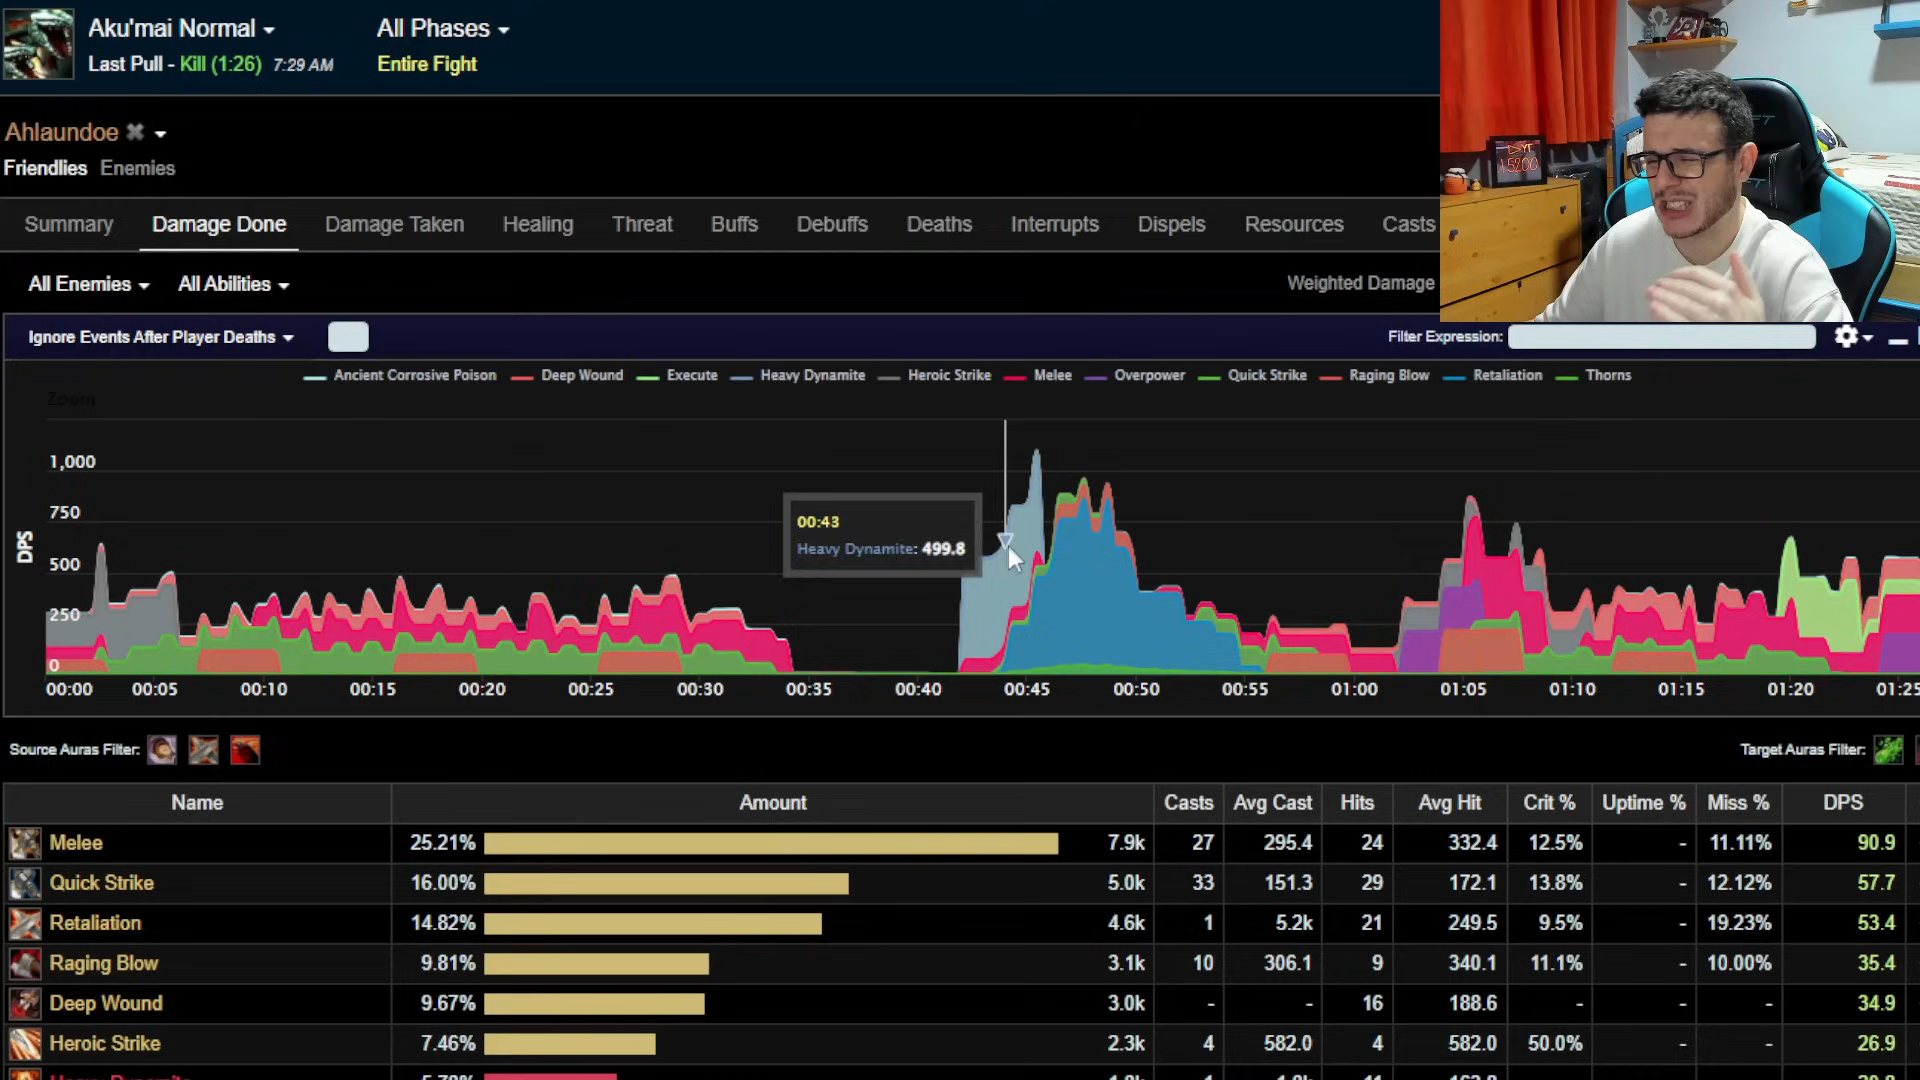 Aku'mai Normal
All Phases
Last Pull - Kill (1:26) 7:29 AM
Entire Fight
Ahlaundoe
Friendlies Enemies
Summary Damage Done Damage Taken Healing Threat Buffs Debuffs Deaths Interrupts Dispels Resources Casts
All Enemies All Abilities Weighted Damage
Ignore Events After Player Deaths Filter Expression:
Ancient Corrosive Poison Deep Wound Execute Heavy Dynamite Heroic Strike Melee Overpower Quick Strike Raging Blow Retaliation Thorns
Zoom
1,000
750
500
250
0
DPS
00:43
Heavy Dynamite: 499.8
00:00 00:05 00:10 00:15 00:20 00:25 00:30 00:35 00:40 00:45 00:50 00:55 01:00 01:05 01:10 01:15 01:20 01:25
Source Auras Filter: Target Auras Filter:
Name Amount Casts Avg Cast Hits Avg Hit Crit % Uptime % Miss % DPS
Melee 25.21% 7.9k 27 295.4 24 332.4 12.5% - 11.11% 90.9
Quick Strike 16.00% 5.0k 33 151.3 29 172.1 13.8% - 12.12% 57.7
Retaliation 14.82% 4.6k 1 5.2k 21 249.5 9.5% - 19.23% 53.4
Raging Blow 9.81% 3.1k 10 306.1 9 340.1 11.1% - 10.00% 35.4
Deep Wound 9.67% 3.0k - - 16 188.6 - - - 34.9
Heroic Strike 7.46% 2.3k 4 582.0 4 582.0 50.0% - - 26.9
YT
15200